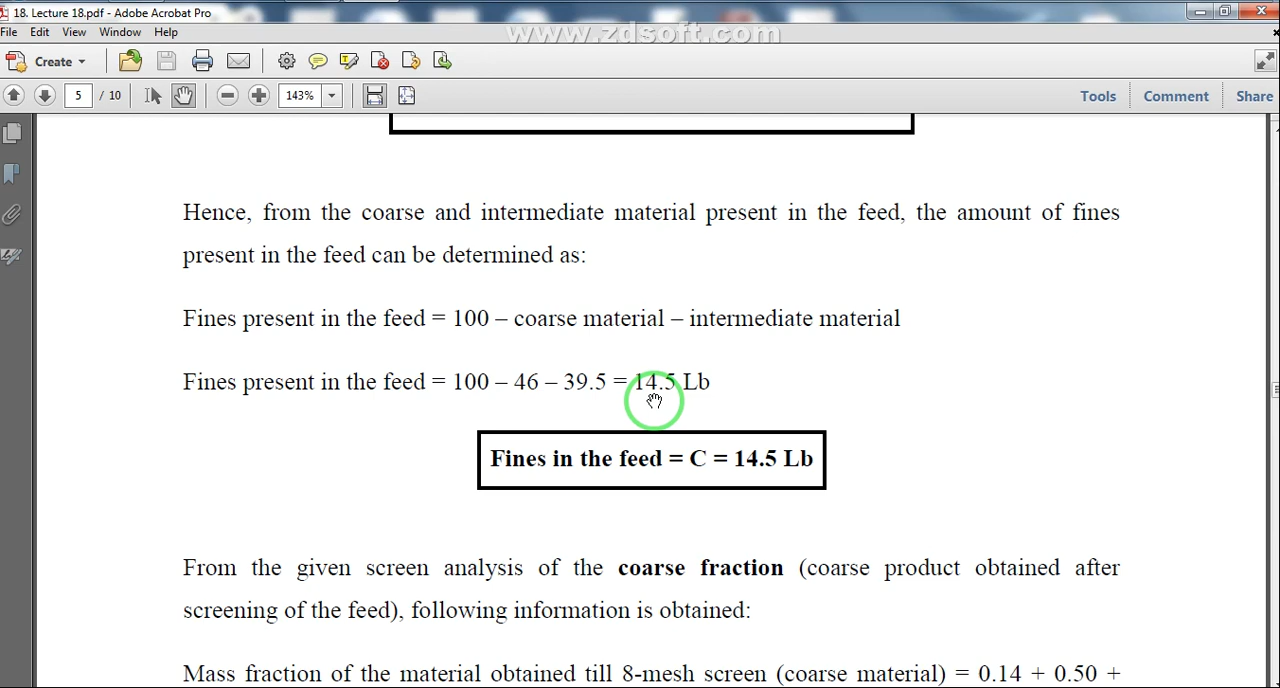 18. Lecture 18.pdf - Adobe Acrobat Pro
www.zdsoft.com
File Edit View Window Help
Create
5 / 10 143% Tools Comment Share
Hence, from the coarse and intermediate material present in the feed, the amount of fines
present in the feed can be determined as:
Fines present in the feed = 100 – coarse material – intermediate material
Fines present in the feed = 100 – 46 – 39.5 = 14.5 Lb
Fines in the feed = C = 14.5 Lb
From the given screen analysis of the coarse fraction (coarse product obtained after
screening of the feed), following information is obtained:
Mass fraction of the material obtained till 8-mesh screen (coarse material) = 0.14 + 0.50 +